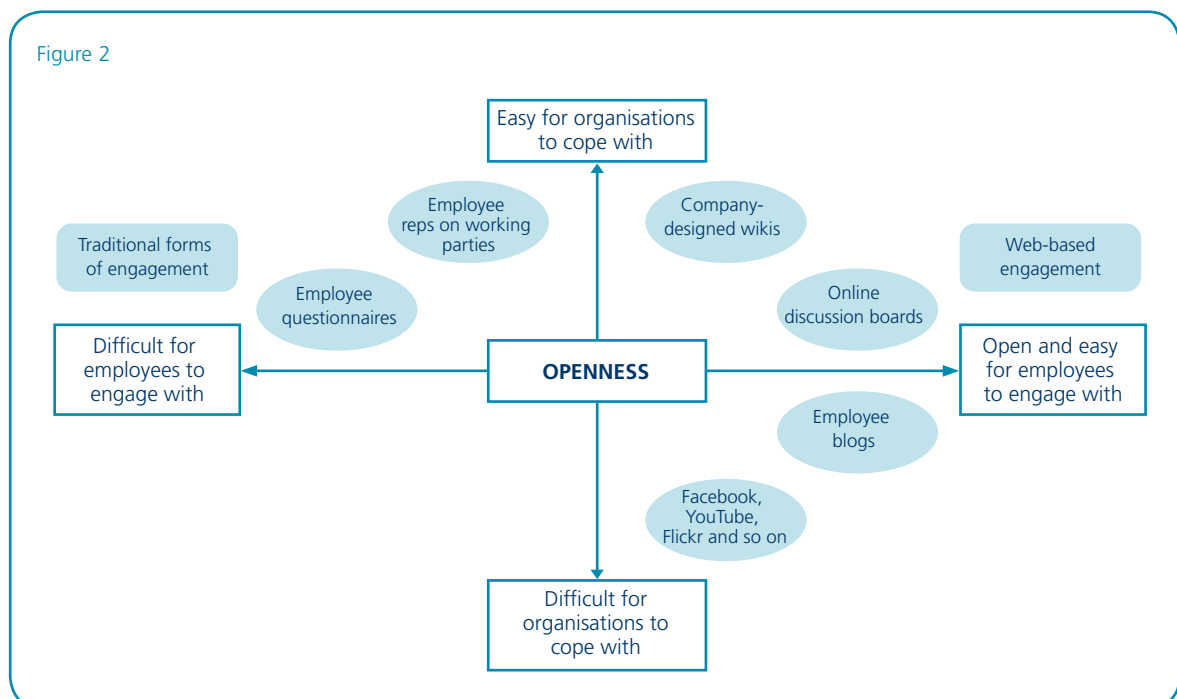 Figure 2
Easy for organisations
to cope with
Employee
reps on working
parties
Company-
designed wikis
Traditional forms
of engagement
Web-based
engagement
Employee
questionnaires
Online
discussion boards
Difficult for
employees to
engage with
OPENNESS
Open and easy
for employees
to engage with
Employee
blogs
Facebook,
YouTube,
Flickr and so on
Difficult for
organisations to
cope with